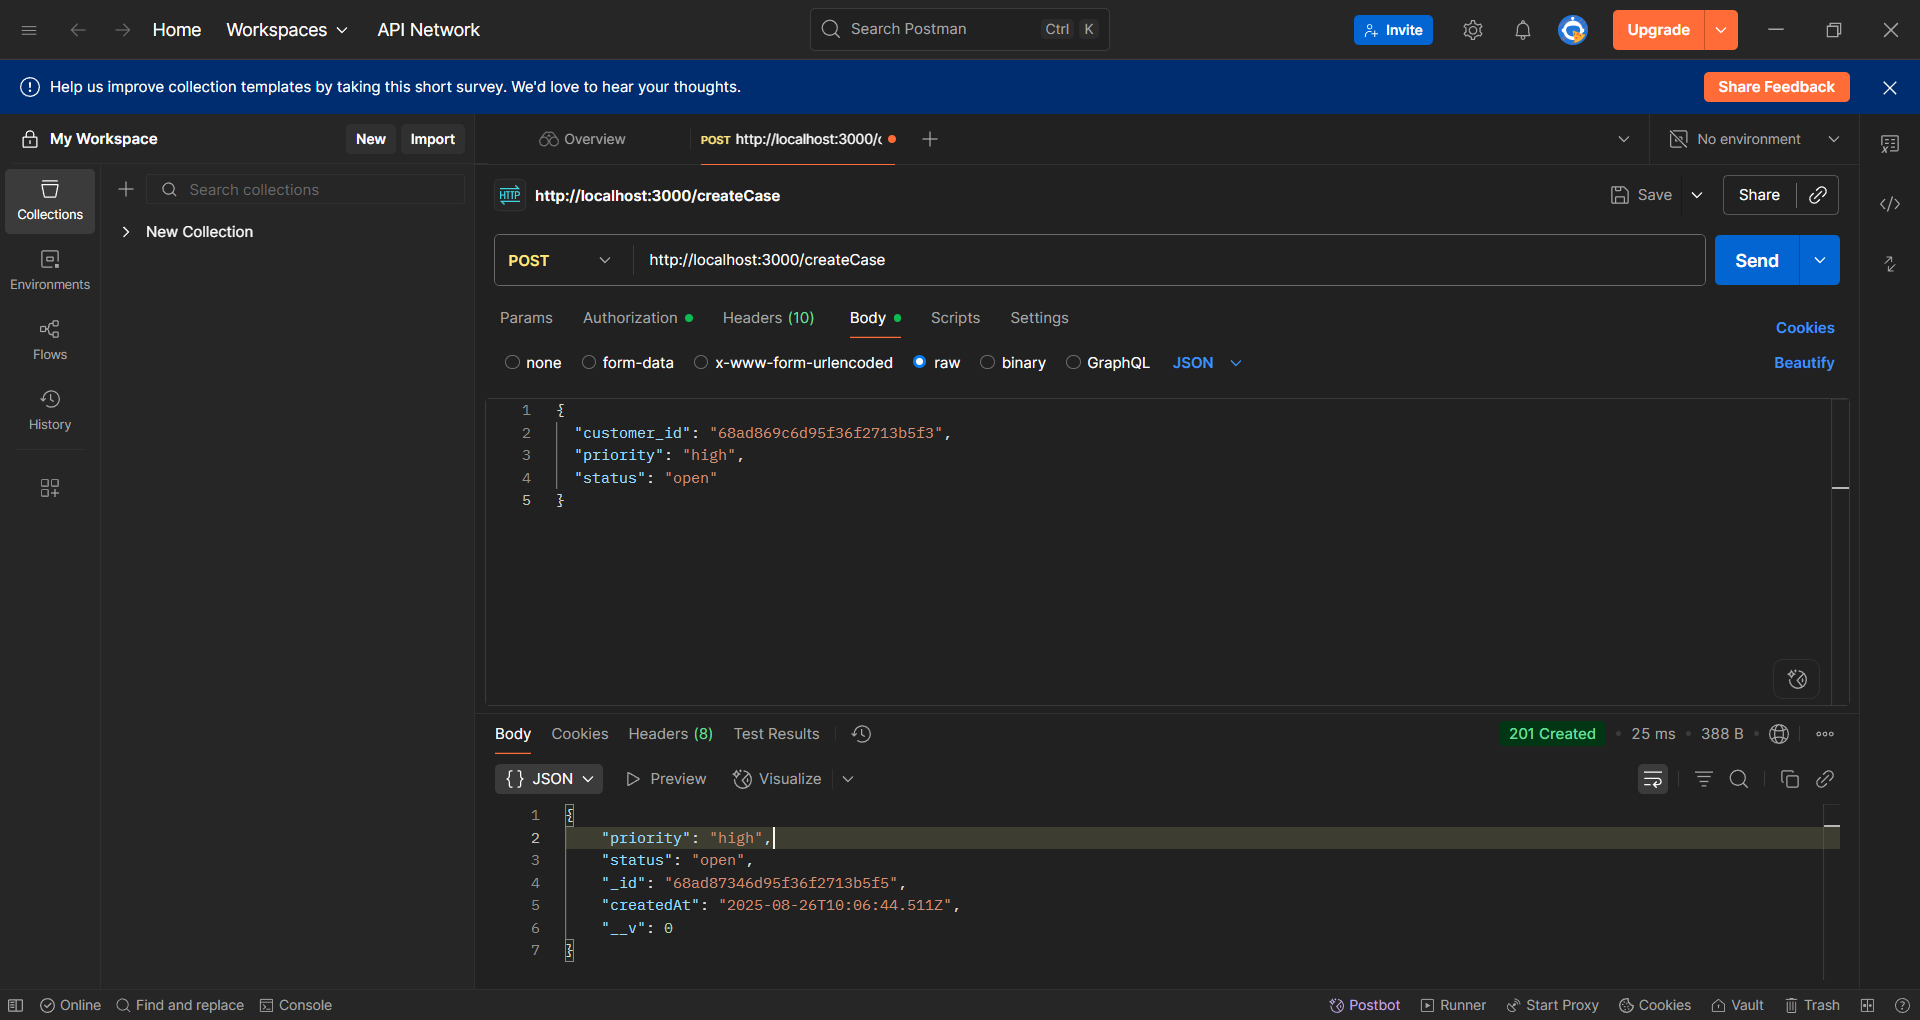 Home Workspaces API Network Search Postman Ctrl K Invite Upgrade
Help us improve collection templates by taking this short survey. We'd love to hear your thoughts. Share Feedback
My Workspace New Import Overview POST http://localhost:3000/c No environment
Collections
Search collections
New Collection
Environments
Flows
History
HTTP http://localhost:3000/createCase Save Share
POST http://localhost:3000/createCase Send
Params Authorization Headers (10) Body Scripts Settings Cookies
none form-data x-www-form-urlencoded raw binary GraphQL JSON Beautify
1 {
2 "customer_id": "68ad869c6d95f36f2713b5f3",
3 "priority": "high",
4 "status": "open"
5 }
Body Cookies Headers (8) Test Results 201 Created 25 ms 388 B
{} JSON Preview Visualize
1 {
2 "priority": "high",
3 "status": "open",
4 "_id": "68ad87346d95f36f2713b5f5",
5 "createdAt": "2025-08-26T10:06:44.511Z",
6 "__v": 0
7 }
Online Find and replace Console Postbot Runner Start Proxy Cookies Vault Trash